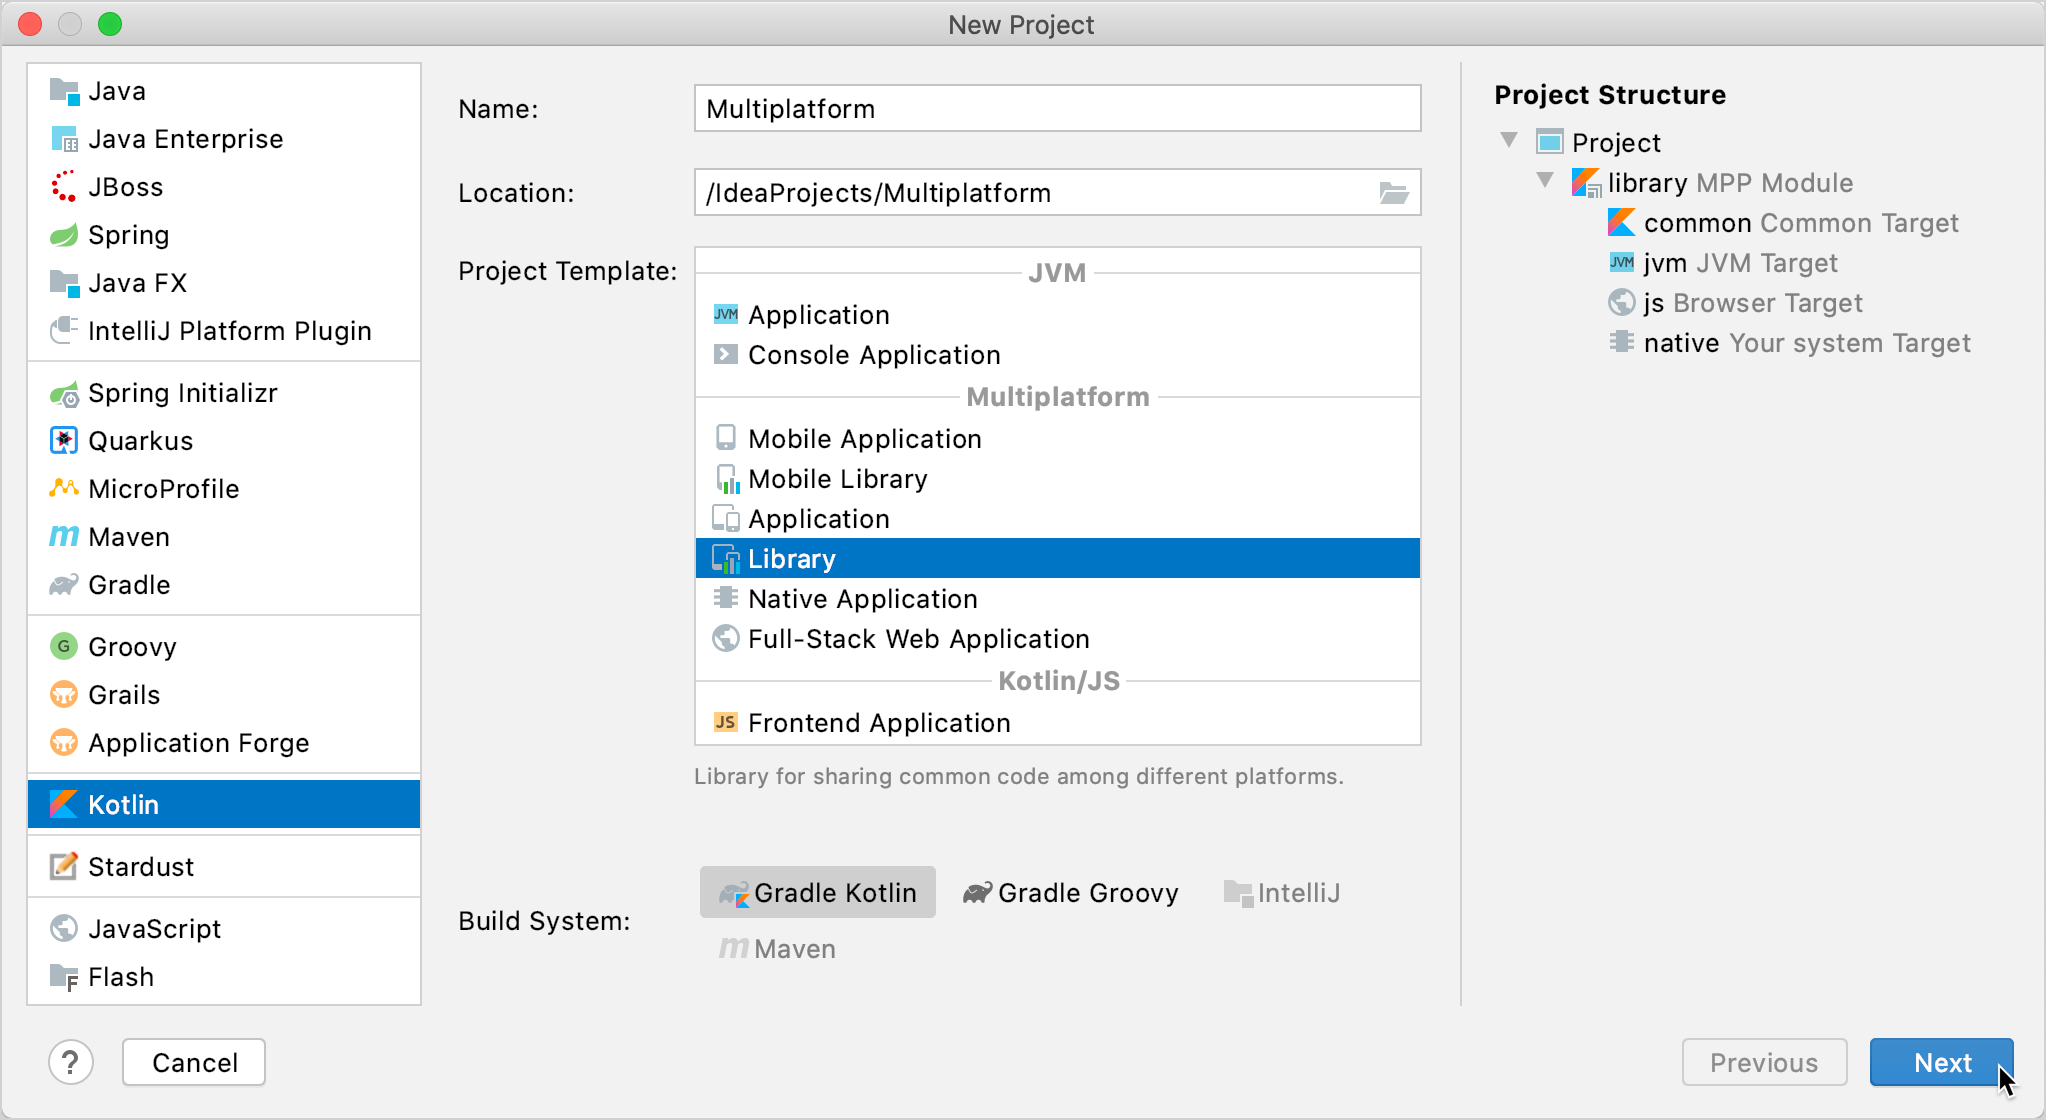 New Project
Java
Java Enterprise
JBoss
Spring
Java FX
IntelliJ Platform Plugin
Spring Initializr
Quarkus
MicroProfile
Maven
Gradle
G Groovy
Grails
Application Forge
Kotlin
Stardust
JavaScript
F Flash
Name: Multiplatform
Location: /IdeaProjects/Multiplatform
Project Template:
JVM
JVM Application
Console Application
Multiplatform
Mobile Application
Mobile Library
Application
Library
Native Application
Full-Stack Web Application
Kotlin/JS
JS Frontend Application
Library for sharing common code among different platforms.
Build System:
Gradle Kotlin Gradle Groovy IntelliJ
m Maven
Project Structure
Project
library MPP Module
common Common Target
JVM jvm JVM Target
js Browser Target
native Your system Target
? Cancel Previous Next